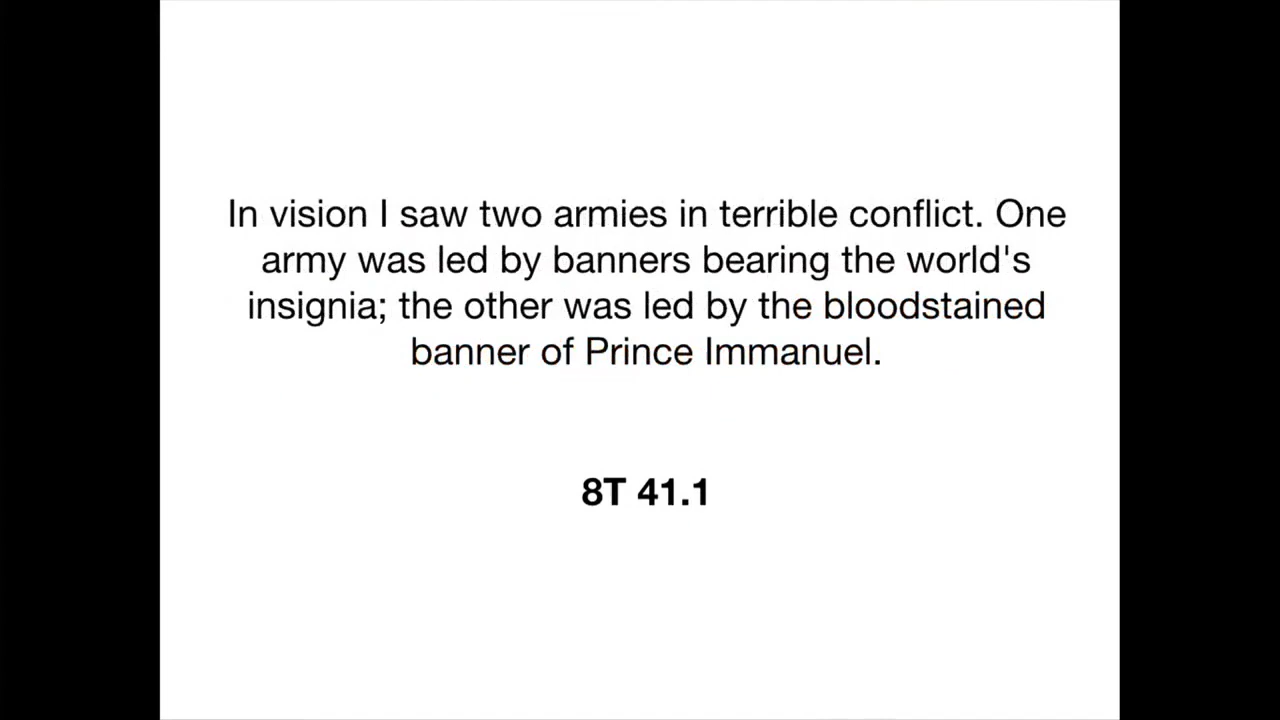 In vision I saw two armies in terrible conflict. One
army was led by banners bearing the world's
insignia; the other was led by the bloodstained
banner of Prince Immanuel.
8T 41.1